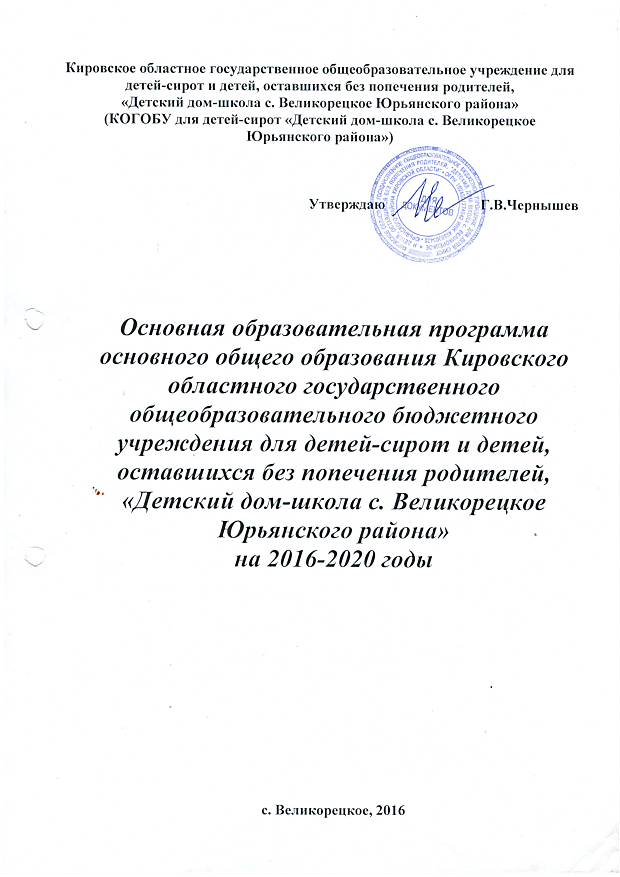 Кировское областное государственное общеобразовательное учреждение для
детей-сирот и детей, оставшихся без попечения родителей,
«Детский дом-школа с. Великорецкое Юрьянского района»
(КОГОБУ для детей-сирот «Детский дом-школа с. Великорецкое
Юрьянского района»)
Утверждаю Г.В.Чернышев
ДЛЯ
ДОКУМЕНТОВ
Основная образовательная программа
основного общего образования Кировского
областного государственного
общеобразовательного бюджетного
учреждения для детей-сирот и детей,
оставшихся без попечения родителей,
«Детский дом-школа с. Великорецкое
Юрьянского района»
на 2016-2020 годы
с. Великорецкое, 2016